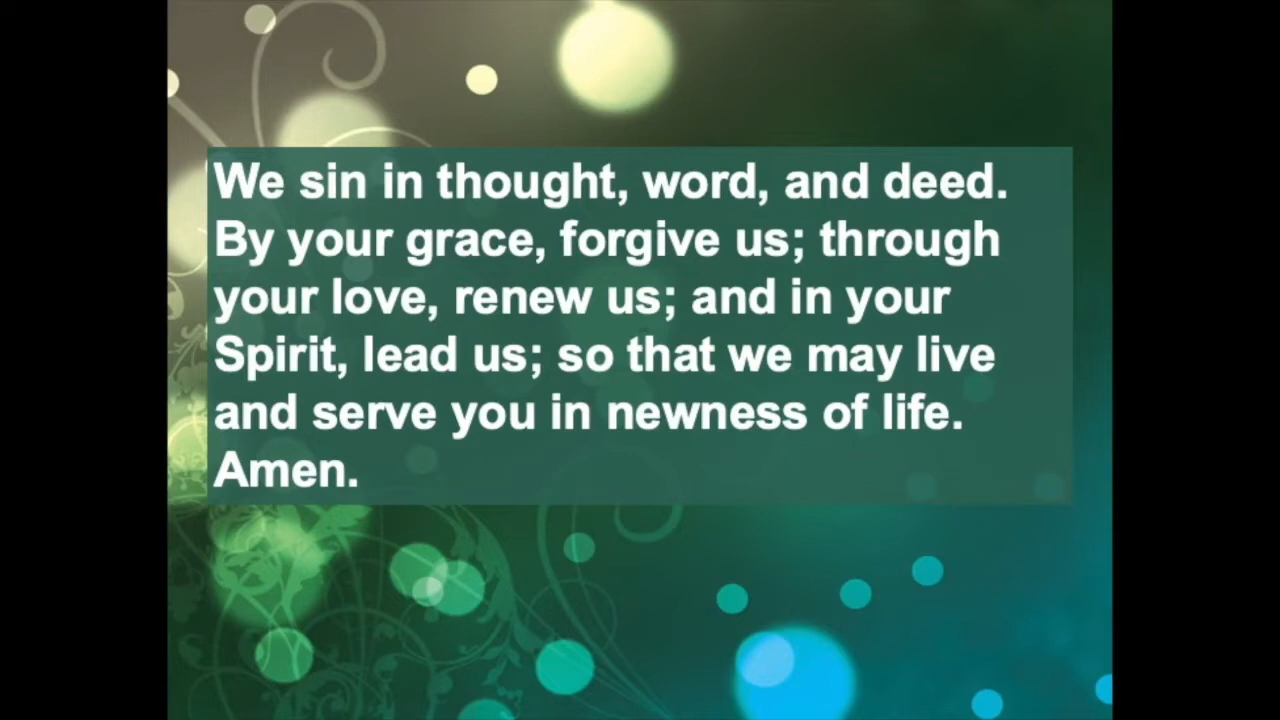 We sin in thought, word, and deed.
By your grace, forgive us; through
your love, renew us; and in your
Spirit, lead us; so that we may live
and serve you in newness of life.
Amen.